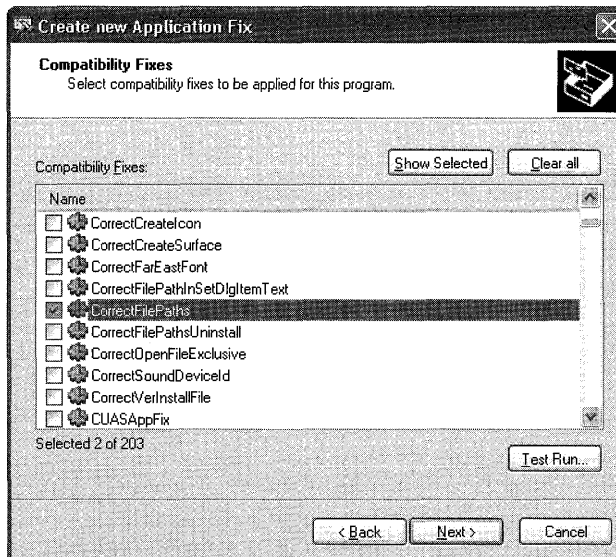 Create new Application Fix
Compatibility Fixes
Select compatibility fixes to be applied for this program.
Compatibility Fixes:
Show Selected
Clear all
Name
CorrectCreateIcon
CorrectCreateSurface
CorrectFarEastFont
CorrectFilePathInSetDlgItemText
CorrectFilePaths
CorrectFilePathsUninstall
CorrectOpenFileExclusive
CorrectSoundDeviceId
CorrectVerInstallFile
CUASAppFix
Selected 2 of 203
Test Run...
< Back
Next >
Cancel